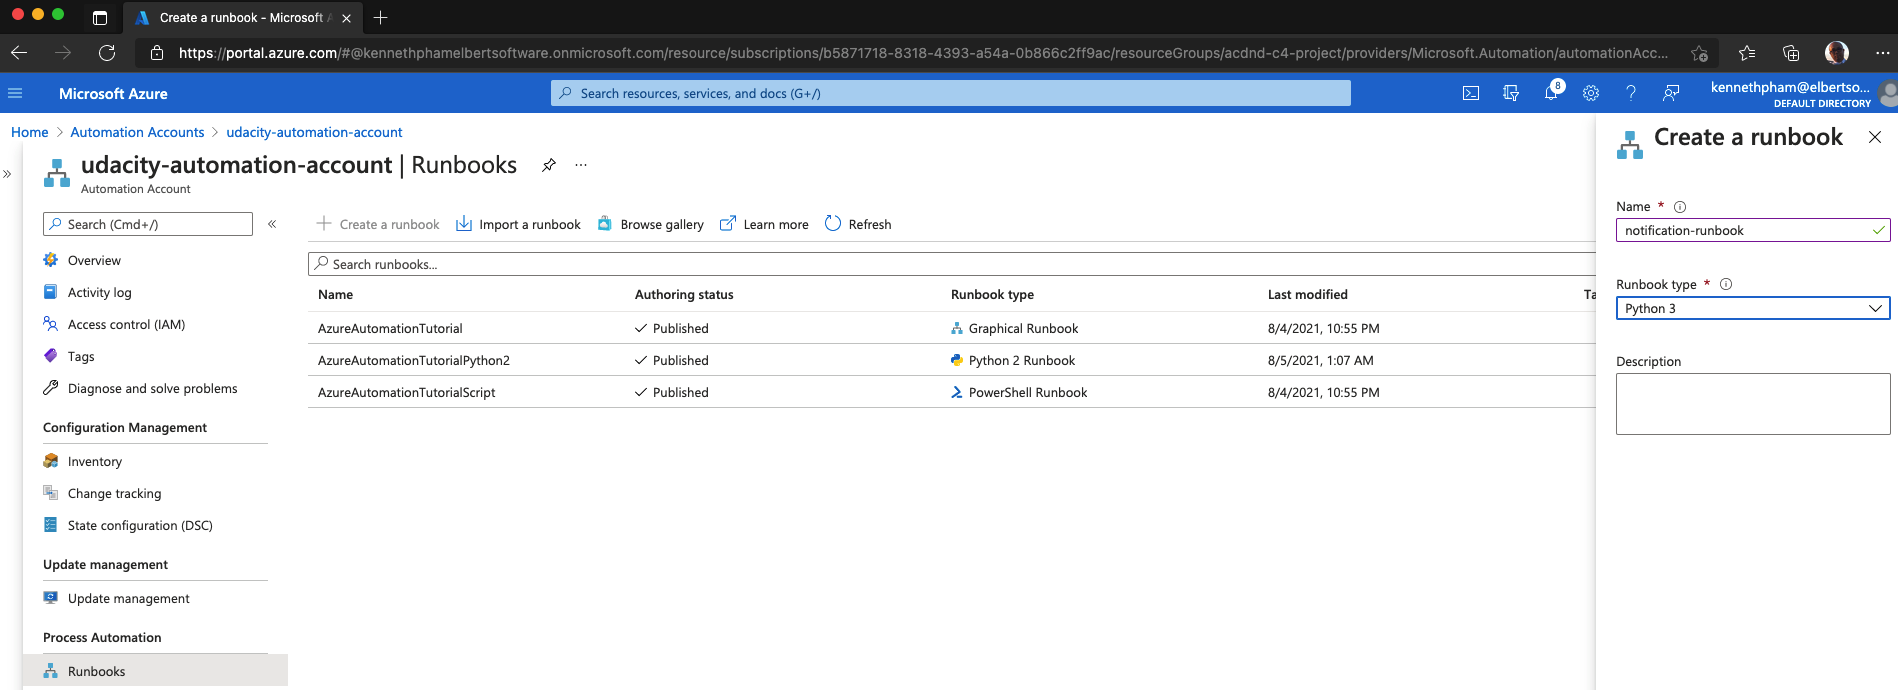 Create a runbook - Microsoft A
https://portal.azure.com/#@kennethphamelbertsoftware.onmicrosoft.com/resource/subscriptions/b5871718-8318-4393-a54a-0b866c2ff9ac/resourceGroups/acdnd-c4-project/providers/Microsoft.Automation/automationAcc...
Microsoft Azure
Search resources, services, and docs (G+/)
8
kennethpham@elbertso...
DEFAULT DIRECTORY
Home > Automation Accounts > udacity-automation-account
udacity-automation-account | Runbooks
Automation Account
Search (Cmd+/)
Overview
Activity log
Access control (IAM)
Tags
Diagnose and solve problems
Configuration Management
Inventory
Change tracking
State configuration (DSC)
Update management
Update management
Process Automation
Runbooks
Create a runbook Import a runbook Browse gallery Learn more Refresh
Search runbooks...
Name Authoring status Runbook type Last modified Ta
AzureAutomationTutorial Published Graphical Runbook 8/4/2021, 10:55 PM
AzureAutomationTutorialPython2 Published Python 2 Runbook 8/5/2021, 1:07 AM
AzureAutomationTutorialScript Published PowerShell Runbook 8/4/2021, 10:55 PM
Create a runbook
Name *
notification-runbook
Runbook type *
Python 3
Description